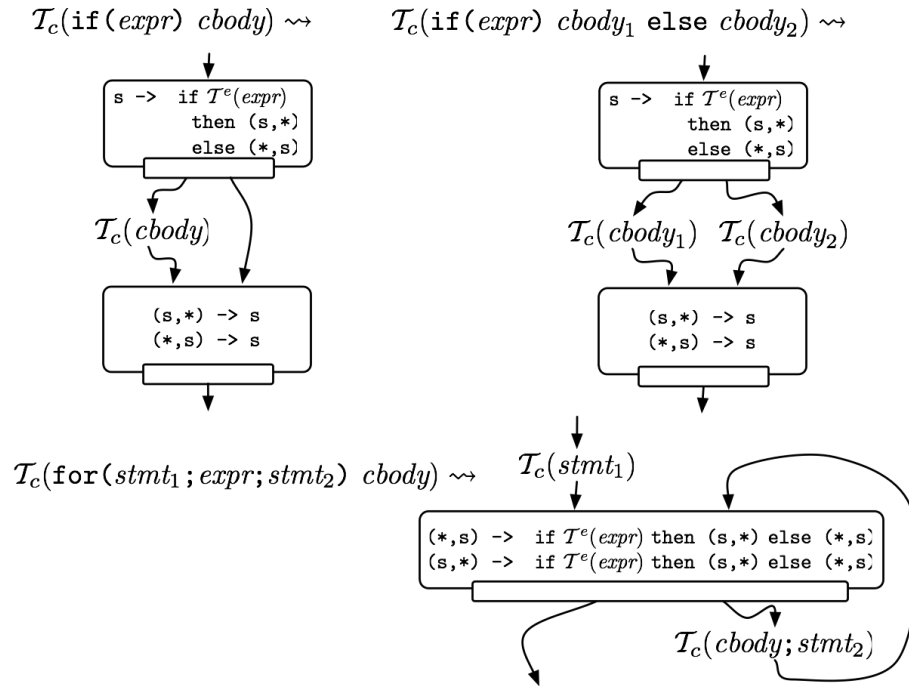 𝒯c(if(expr) cbody) ⇝
s -> if 𝒯ᵉ(expr)
then (s,*)
else (*,s)
𝒯c(cbody)
(s,*) -> s
(*,s) -> s
𝒯c(if(expr) cbody₁ else cbody₂) ⇝
s -> if 𝒯ᵉ(expr)
then (s,*)
else (*,s)
𝒯c(cbody₁) 𝒯c(cbody₂)
(s,*) -> s
(*,s) -> s
𝒯c(for(stmt₁;expr;stmt₂) cbody) ⇝ 𝒯c(stmt₁)
(*,s) -> if 𝒯ᵉ(expr) then (s,*) else (*,s)
(s,*) -> if 𝒯ᵉ(expr) then (s,*) else (*,s)
𝒯c(cbody;stmt₂)